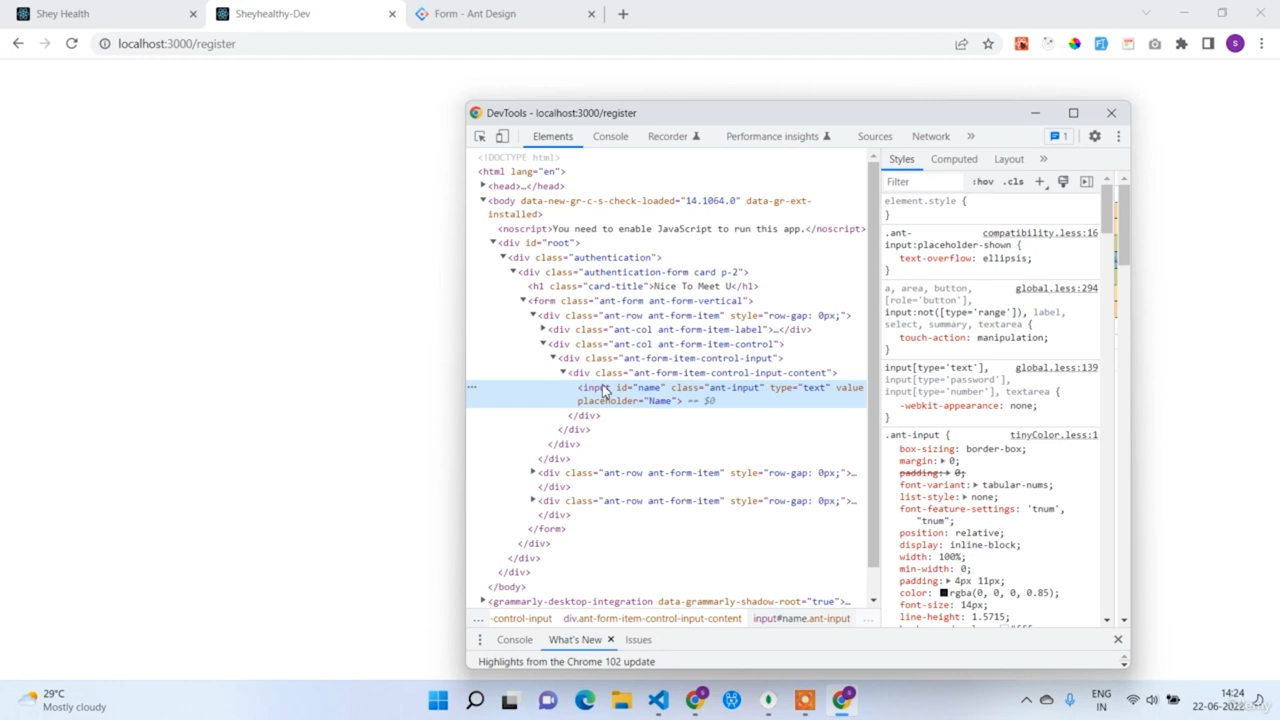 Shey Health
Sheyhealthy-Dev
Form - Ant Design
localhost:3000/register
S
DevTools - localhost:3000/register
Elements
Console
Recorder
Performance insights
Sources
Network
»
1
<!DOCTYPE html>
<html lang="en">
<head>…</head>
<body data-new-gr-c-s-check-loaded="14.1064.0" data-gr-ext-
installed>
<noscript>You need to enable JavaScript to run this app.</noscript>
<div id="root">
<div class="authentication">
<div class="authentication-form card p-2">
<h1 class="card-title">Nice To Meet U</h1>
<form class="ant-form ant-form-vertical">
<div class="ant-row ant-form-item" style="row-gap: 0px;">
<div class="ant-col ant-form-item-label">…</div>
<div class="ant-col ant-form-item-control">
<div class="ant-form-item-control-input">
<div class="ant-form-item-control-input-content">
<input id="name" class="ant-input" type="text" value
placeholder="Name"> == $0
</div>
</div>
</div>
</div>
<div class="ant-row ant-form-item" style="row-gap: 0px;">…
</div>
<div class="ant-row ant-form-item" style="row-gap: 0px;">…
</div>
</form>
</div>
</div>
</div>
</body>
<grammarly-desktop-integration data-grammarly-shadow-root="true">…
… -control-input div.ant-form-item-control-input-content input#name.ant-input …
Styles
Computed
Layout
»
Filter
:hov .cls +
element.style {
}
.ant-
compatibility.less:16
input:placeholder-shown {
text-overflow: ellipsis;
}
a, area, button,
global.less:294
[role='button'],
input:not([type='range']), label,
select, summary, textarea {
touch-action: manipulation;
}
input[type='text'],
global.less:139
input[type='password'],
input[type='number'], textarea {
-webkit-appearance: none;
}
.ant-input {
tinyColor.less:1
box-sizing: border-box;
margin: 0;
padding: 0;
font-variant: tabular-nums;
list-style: none;
font-feature-settings: 'tnum',
"tnum";
position: relative;
display: inline-block;
width: 100%;
min-width: 0;
padding: 4px 11px;
color: rgba(0, 0, 0, 0.85);
font-size: 14px;
line-height: 1.5715;
Console
What's New
Issues
Highlights from the Chrome 102 update
29°C
Mostly cloudy
ENG
IN
14:24
22-06-2022